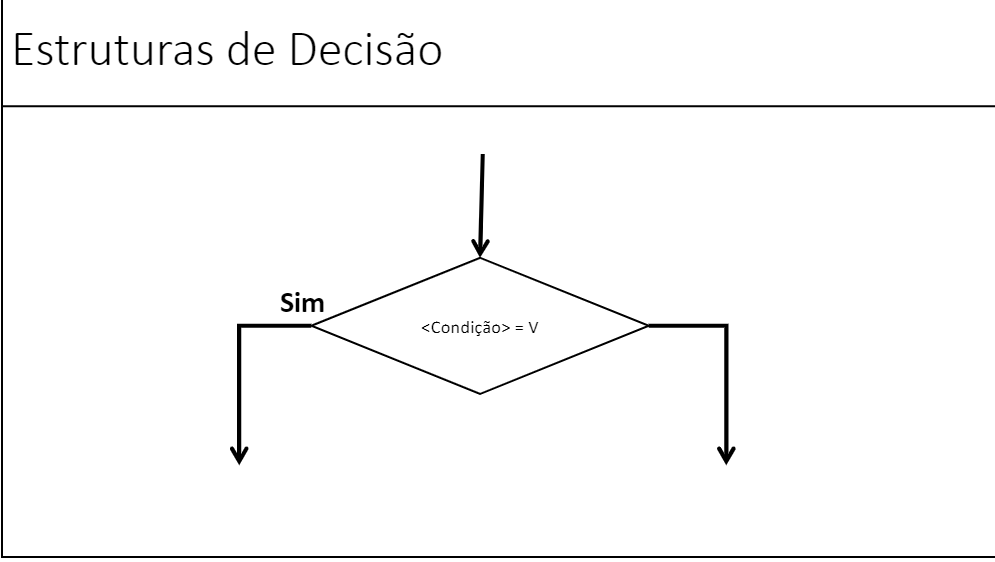 Estruturas de Decisão
Sim
<Condição> = V